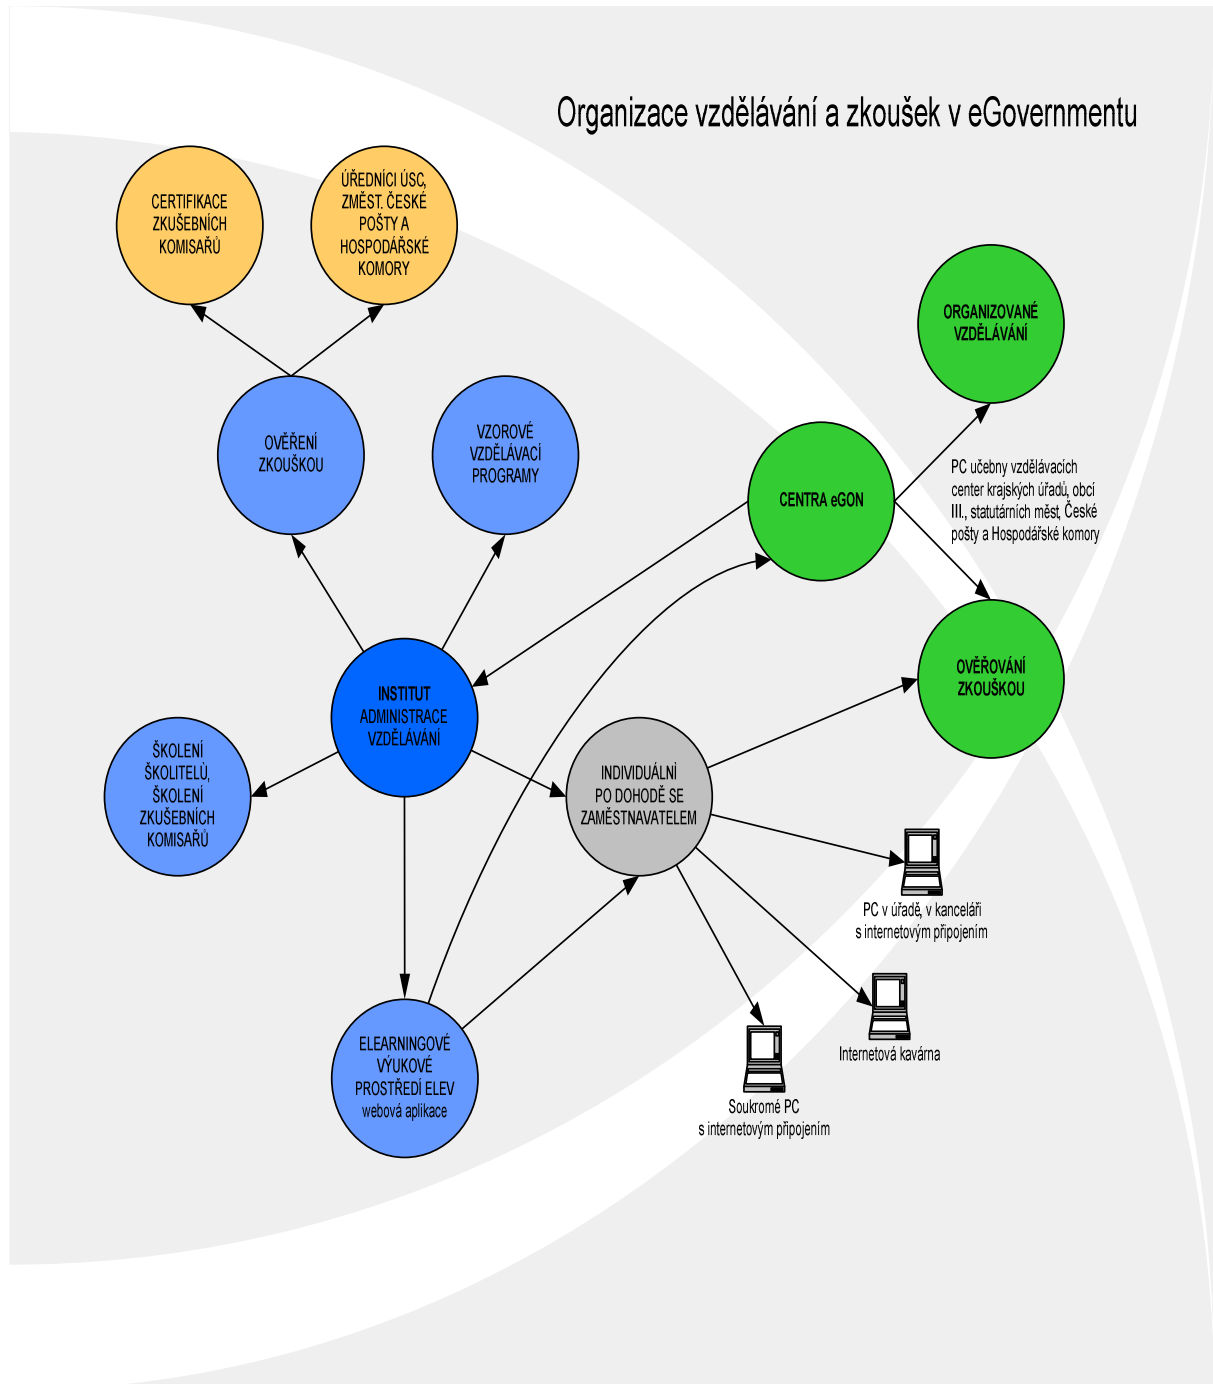 Organizace vzdělávání a zkoušek v eGovernmentu
CERTIFIKACE
ZKUŠEBNÍCH
KOMISAŘŮ
ÚŘEDNÍCI ÚSC,
ZMĚST. ČESKÉ
POŠTY A
HOSPODÁŘSKÉ
KOMORY
ORGANIZOVANÉ
VZDĚLÁVÁNÍ
OVĚŘENÍ
ZKOUŠKOU
VZOROVÉ
VZDĚLÁVACÍ
PROGRAMY
CENTRA eGON
PC učebny vzdělávacích
center krajských úřadů, obcí
III., statutárních měst, České
pošty a Hospodářské komory
OVĚŘOVÁNÍ
ZKOUŠKOU
INSTITUT
ADMINISTRACE
VZDĚLÁVÁNÍ
ŠKOLENÍ
ŠKOLITELŮ,
ŠKOLENÍ
ZKUŠEBNÍCH
KOMISAŘŮ
INDIVIDUÁLNÍ
PO DOHODĚ SE
ZAMĚSTNAVATELEM
PC v úřadě, v kanceláři
s internetovým připojením
Internetová kavárna
ELEARNINGOVÉ
VÝUKOVÉ
PROSTŘEDÍ ELEV
webová aplikace
Soukromé PC
s internetovým připojením